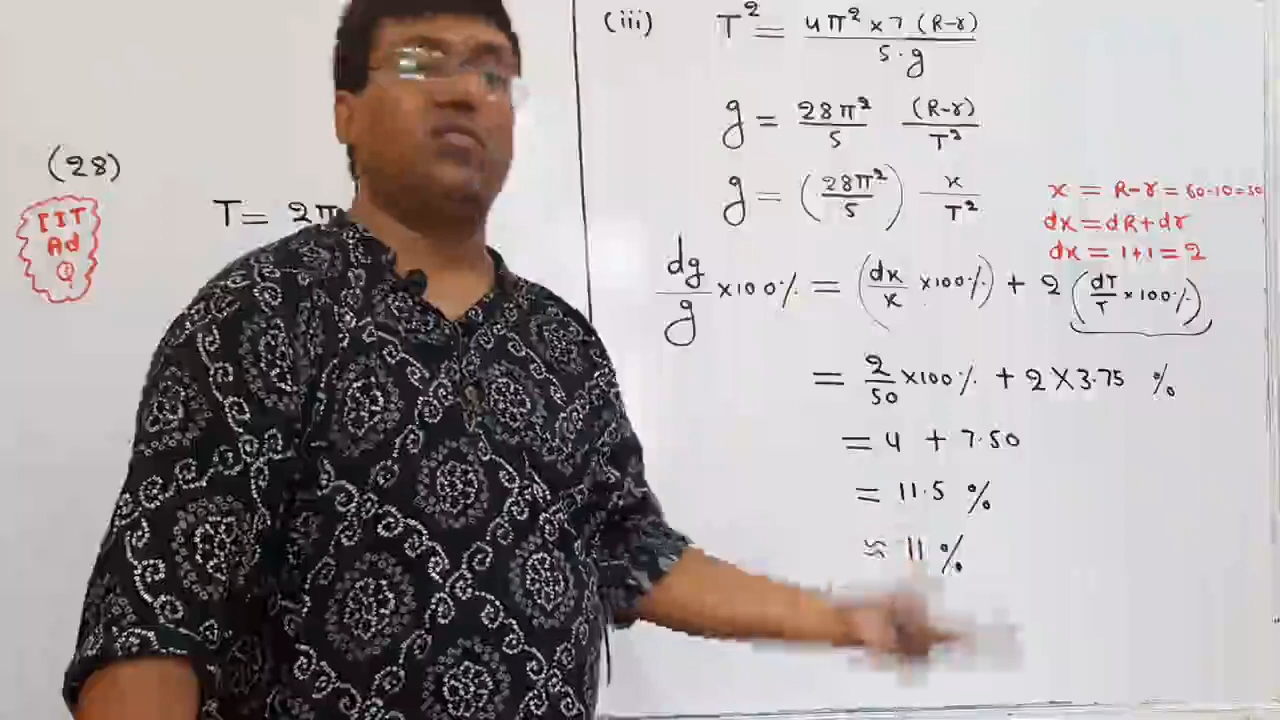 (28)
IIT
Ad
Q
T = 2π
(iii) T² = 4π² × 7 (R-r) / 5·g
g = 28π² / 5 (R-r) / T²
g = (28π² / 5) x / T²
x = R-r = 60-10=50
dx = dR + dr
dx = 1+1 = 2
dg / g × 100% = (dx / x × 100%) + 2 (dT / T × 100%)
= 2 / 50 × 100% + 2 × 3.75 %
= 4 + 7.50
= 11.5 %
≈ 11 %